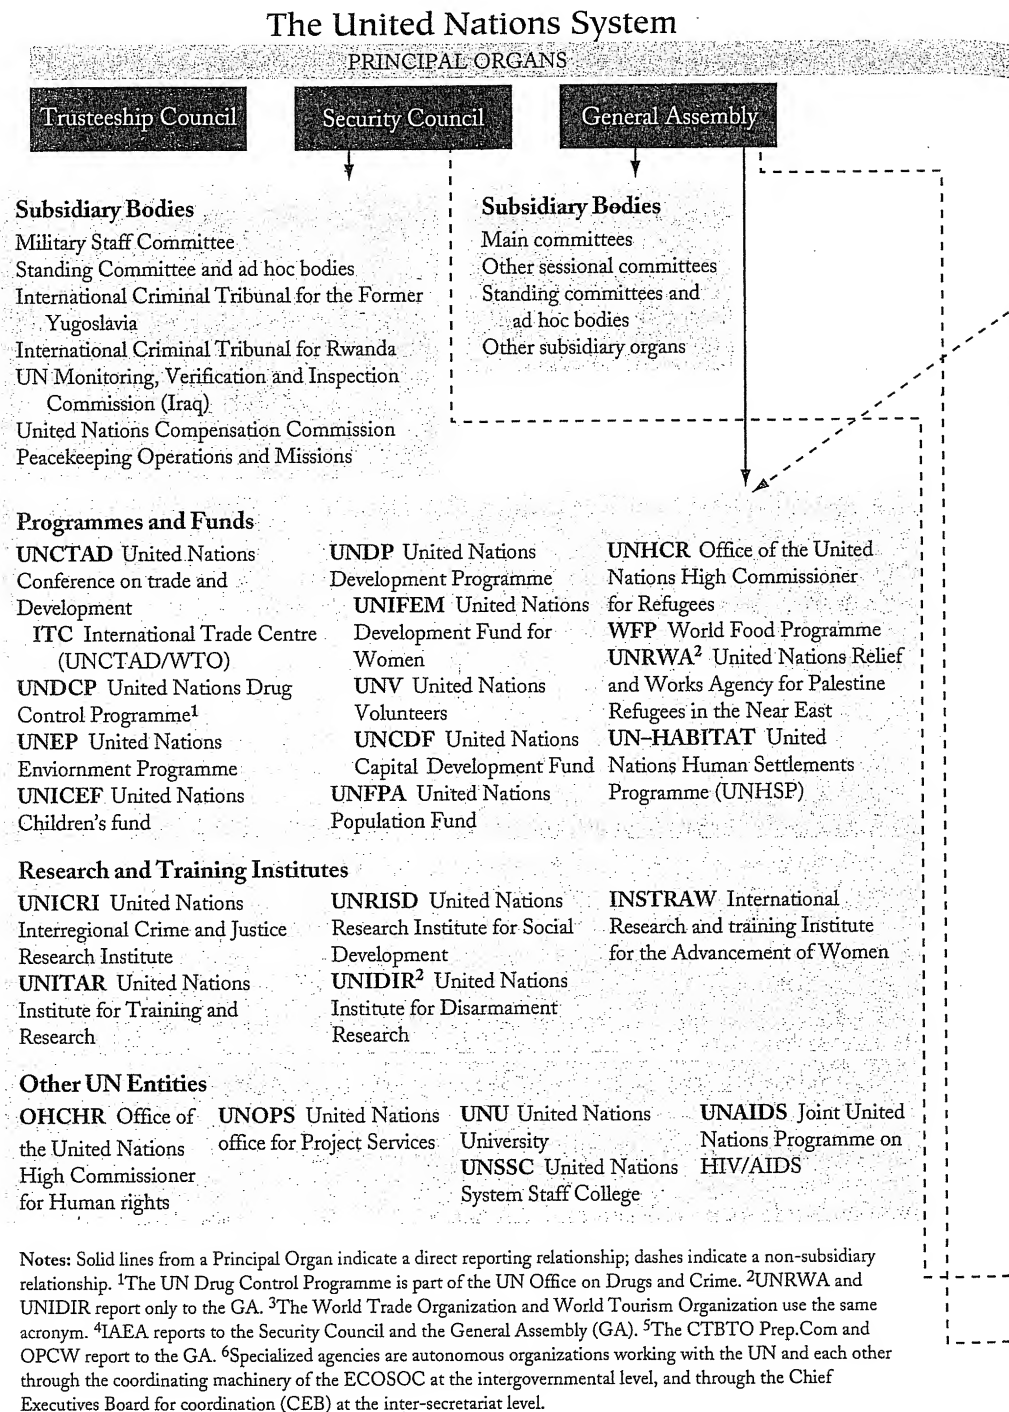 The United Nations System
PRINCIPAL ORGANS
Trusteeship Council
Security Council
General Assembly
Subsidiary Bodies
Military Staff Committee
Standing Committee and ad hoc bodies
International Criminal Tribunal for the Former
Yugoslavia
International Criminal Tribunal for Rwanda
UN Monitoring, Verification and Inspection
Commission (Iraq)
United Nations Compensation Commission
Peacekeeping Operations and Missions
Subsidiary Bodies
Main committees
Other sessional committees
Standing committees and
ad hoc bodies
Other subsidiary organs
Programmes and Funds
UNCTAD United Nations
Conference on trade and
Development
ITC International Trade Centre
(UNCTAD/WTO)
UNDCP United Nations Drug
Control Programme¹
UNEP United Nations
Enviornment Programme
UNICEF United Nations
Children's fund
UNDP United Nations
Development Programme
UNIFEM United Nations
Development Fund for
Women
UNV United Nations
Volunteers
UNCDF United Nations
Capital Development Fund
UNFPA United Nations
Population Fund
UNHCR Office of the United
Nations High Commissioner
for Refugees
WFP World Food Programme
UNRWA² United Nations Relief
and Works Agency for Palestine
Refugees in the Near East
UN–HABITAT United
Nations Human Settlements
Programme (UNHSP)
Research and Training Institutes
UNICRI United Nations
Interregional Crime and Justice
Research Institute
UNITAR United Nations
Institute for Training and
Research
UNRISD United Nations
Research Institute for Social
Development
UNIDIR² United Nations
Institute for Disarmament
Research
INSTRAW International
Research and training Institute
for the Advancement of Women
Other UN Entities
OHCHR Office of
the United Nations
High Commissioner
for Human rights
UNOPS United Nations
office for Project Services
UNU United Nations
University
UNSSC United Nations
System Staff College
UNAIDS Joint United
Nations Programme on
HIV/AIDS
Notes: Solid lines from a Principal Organ indicate a direct reporting relationship; dashes indicate a non-subsidiary
relationship. ¹The UN Drug Control Programme is part of the UN Office on Drugs and Crime. ²UNRWA and
UNIDIR report only to the GA. ³The World Trade Organization and World Tourism Organization use the same
acronym. ⁴IAEA reports to the Security Council and the General Assembly (GA). ⁵The CTBTO Prep.Com and
OPCW report to the GA. ⁶Specialized agencies are autonomous organizations working with the UN and each other
through the coordinating machinery of the ECOSOC at the intergovernmental level, and through the Chief
Executives Board for coordination (CEB) at the inter-secretariat level.